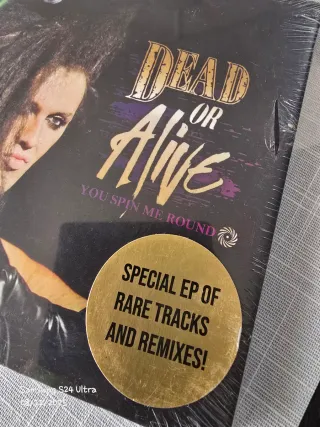 DEAD
OR
Alive
YOU SPIN ME ROUND
SPECIAL EP OF
RARE TRACKS
AND REMIXES!
S24 Ultra